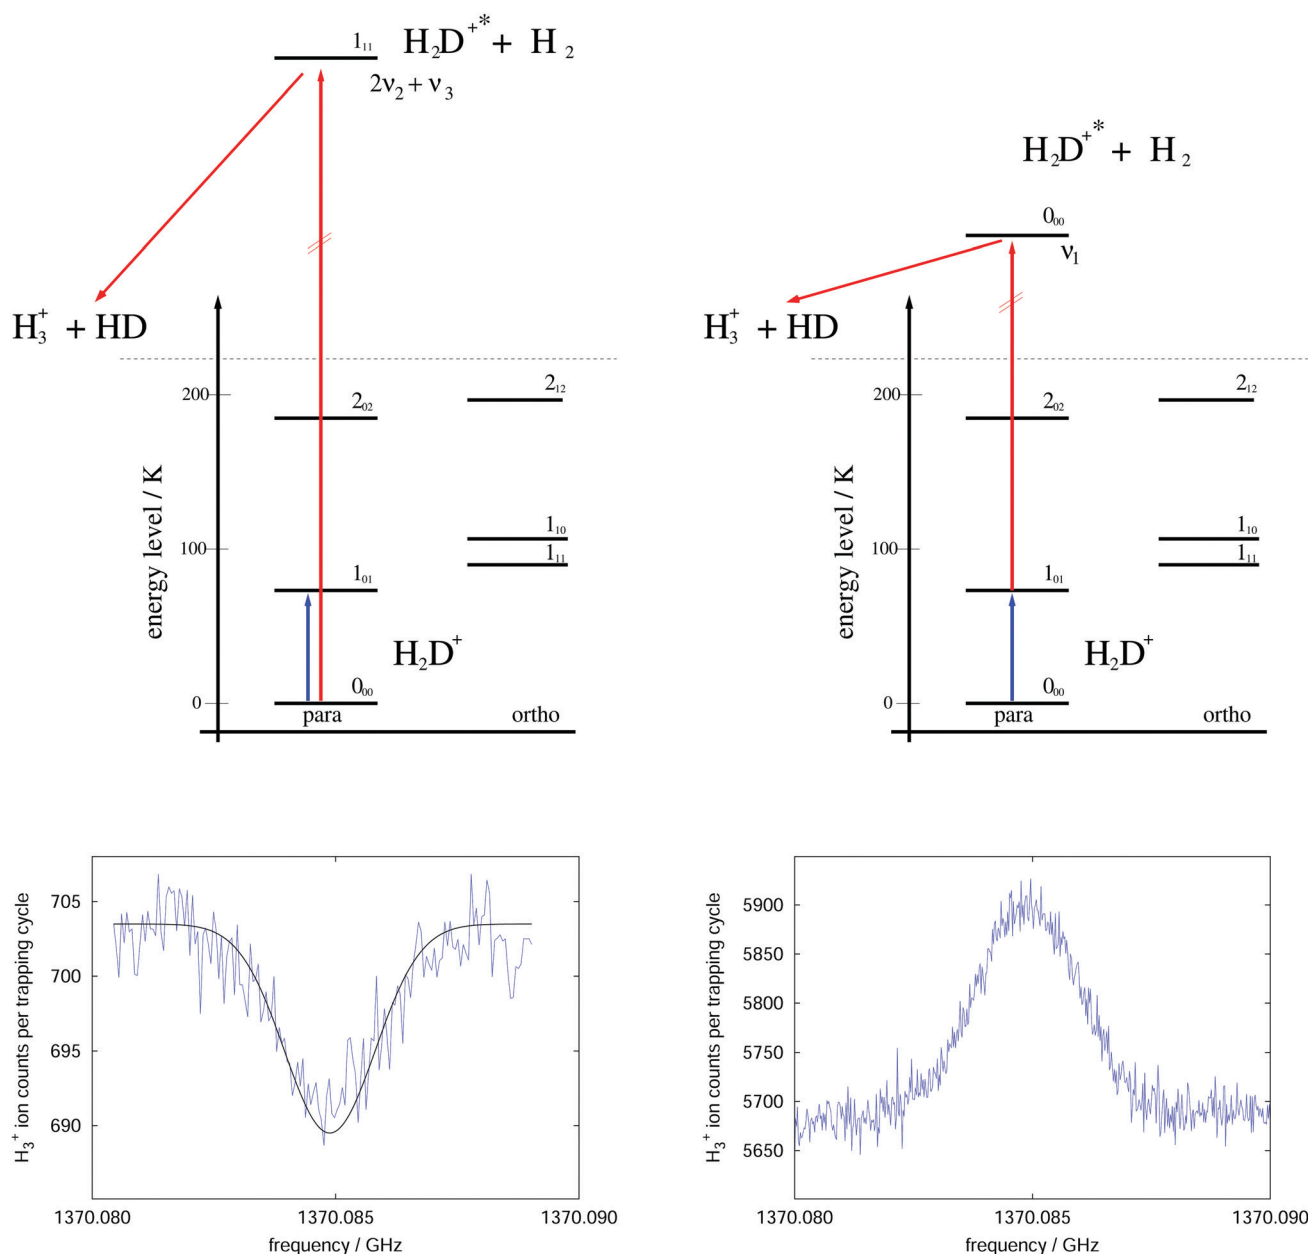 1₁₁ H₂D⁺* + H₂
2ν₂ + ν₃
H₃⁺ + HD
200
2₀₂
2₁₂
energy level / K
1₁₀
100
1₁₁
1₀₁
H₂D⁺
0₀₀
0
para
ortho
H₂D⁺* + H₂
0₀₀
ν₁
H₃⁺ + HD
200
2₀₂
2₁₂
energy level / K
1₁₀
100
1₁₁
1₀₁
H₂D⁺
0₀₀
0
para
ortho
H₃⁺ ion counts per trapping cycle
705
700
695
690
1370.080
1370.085
1370.090
frequency / GHz
H₃⁺ ion counts per trapping cycle
5900
5850
5800
5750
5700
5650
1370.080
1370.085
1370.090
frequency / GHz